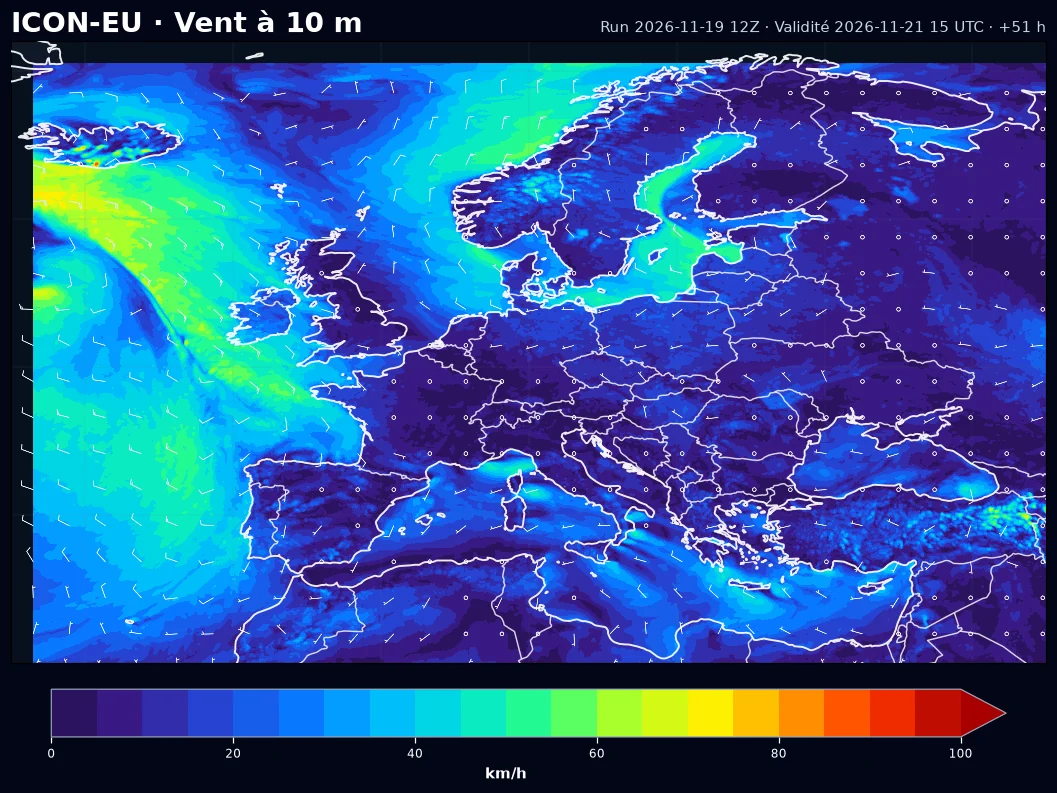 ICON-EU · Vent à 10 m
Run 2026-11-19 12Z · Validité 2026-11-21 15 UTC · +51 h
0 20 40 60 80 100
km/h